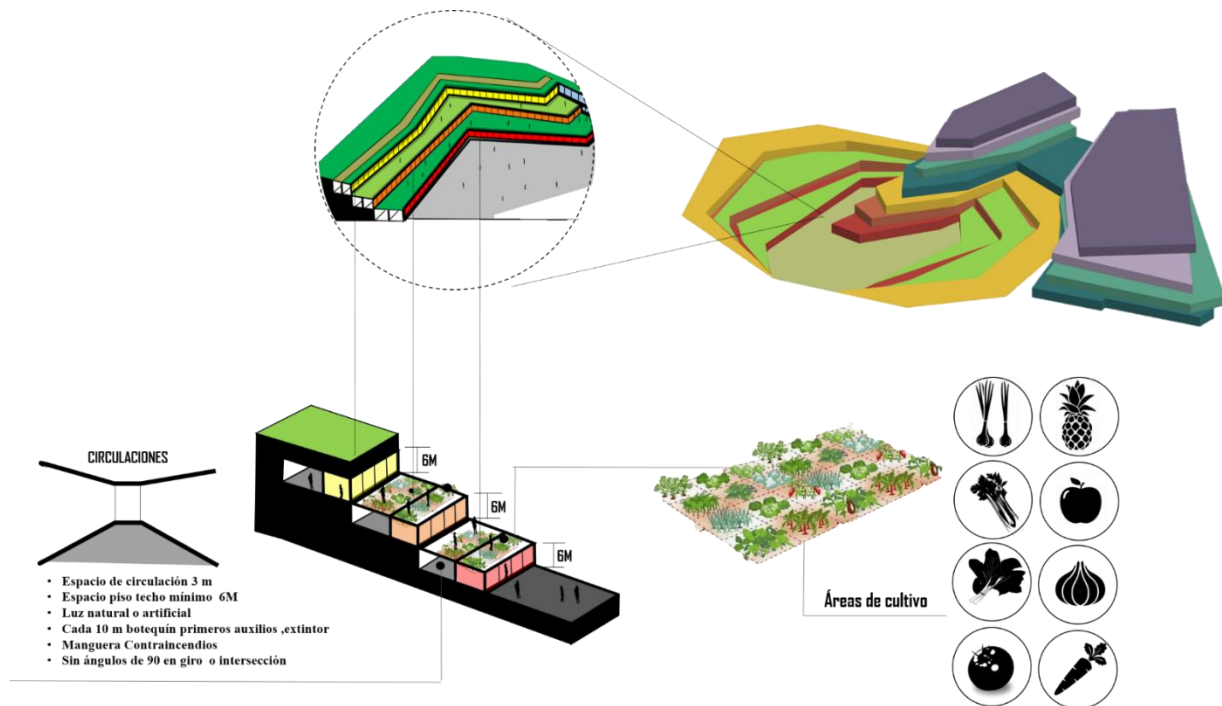 CIRCULACIONES
6M
6M
6M
• Espacio de circulación 3 m
• Espacio piso techo mínimo 6M
• Luz natural o artificial
• Cada 10 m botequín primeros auxilios ,extintor
• Manguera Contraincendios
• Sin ángulos de 90 en giro o intersección
Áreas de cultivo